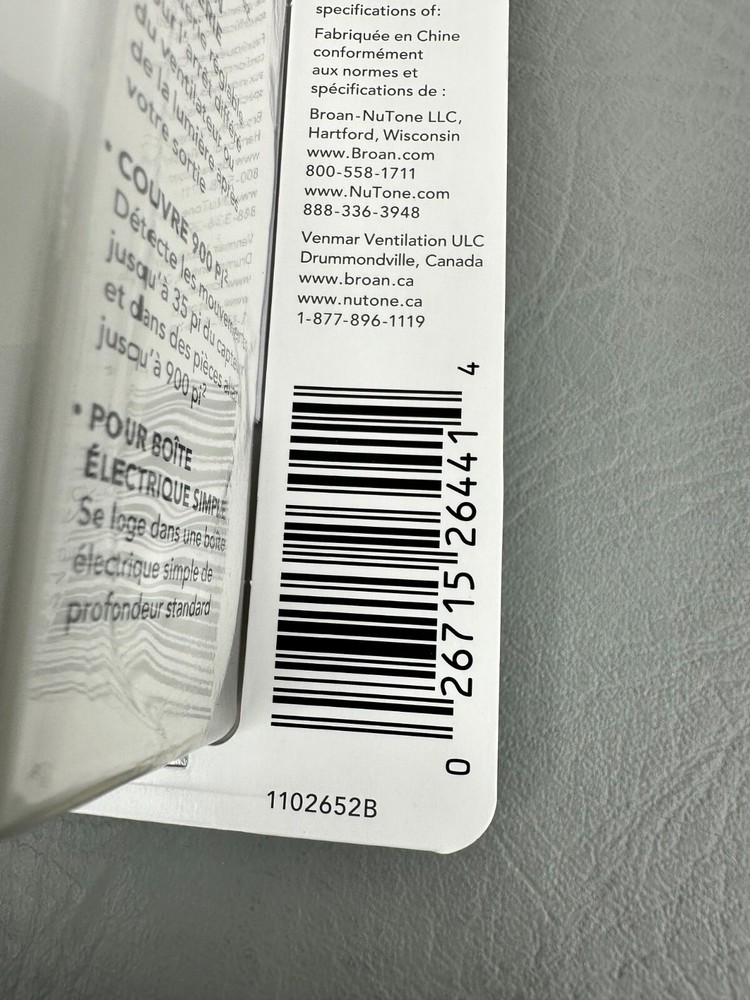 du ventilateur ou
de la lumière après
votre sortie
• COUVRE 900 pi²
Détecte les mouvements
jusqu'à 35 pi du capteur
et dans des pièces
jusqu'à 900 pi²
• POUR BOÎTE
ÉLECTRIQUE SIMPLE
Se loge dans une boîte
électrique simple de
profondeur standard
specifications of:
Fabriquée en Chine
conformément
aux normes et
spécifications de :
Broan-NuTone LLC,
Hartford, Wisconsin
www.Broan.com
800-558-1711
www.NuTone.com
888-336-3948
Venmar Ventilation ULC
Drummondville, Canada
www.broan.ca
www.nutone.ca
1-877-896-1119
0 26715 26441 4
1102652B